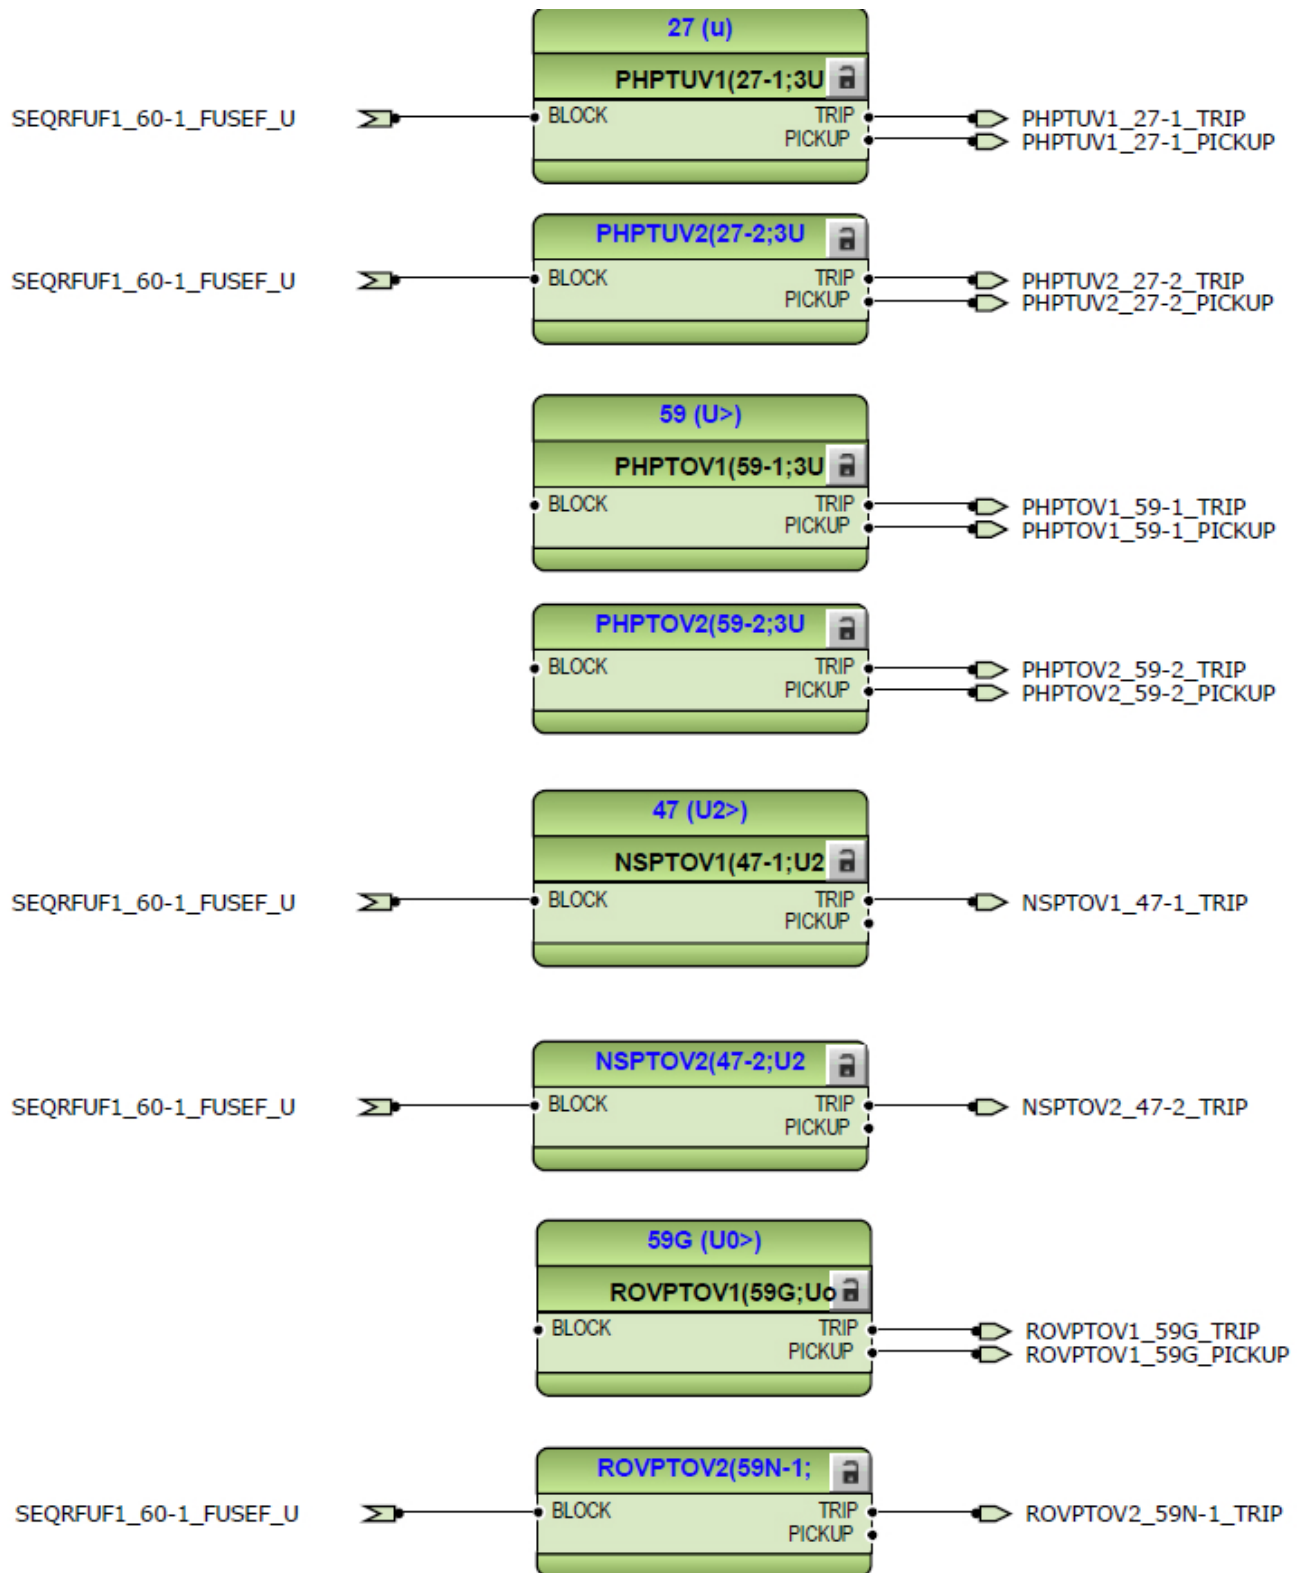 27 (u)
PHPTUV1(27-1;3U
SEQRFUF1_60-1_FUSEF_U BLOCK TRIP PHPTUV1_27-1_TRIP
PICKUP PHPTUV1_27-1_PICKUP
PHPTUV2(27-2;3U
SEQRFUF1_60-1_FUSEF_U BLOCK TRIP PHPTUV2_27-2_TRIP
PICKUP PHPTUV2_27-2_PICKUP
59 (U>)
PHPTOV1(59-1;3U
BLOCK TRIP PHPTOV1_59-1_TRIP
PICKUP PHPTOV1_59-1_PICKUP
PHPTOV2(59-2;3U
BLOCK TRIP PHPTOV2_59-2_TRIP
PICKUP PHPTOV2_59-2_PICKUP
47 (U2>)
NSPTOV1(47-1;U2
SEQRFUF1_60-1_FUSEF_U BLOCK TRIP NSPTOV1_47-1_TRIP
PICKUP
NSPTOV2(47-2;U2
SEQRFUF1_60-1_FUSEF_U BLOCK TRIP NSPTOV2_47-2_TRIP
PICKUP
59G (U0>)
ROVPTOV1(59G;Uo
BLOCK TRIP ROVPTOV1_59G_TRIP
PICKUP ROVPTOV1_59G_PICKUP
ROVPTOV2(59N-1;
SEQRFUF1_60-1_FUSEF_U BLOCK TRIP ROVPTOV2_59N-1_TRIP
PICKUP